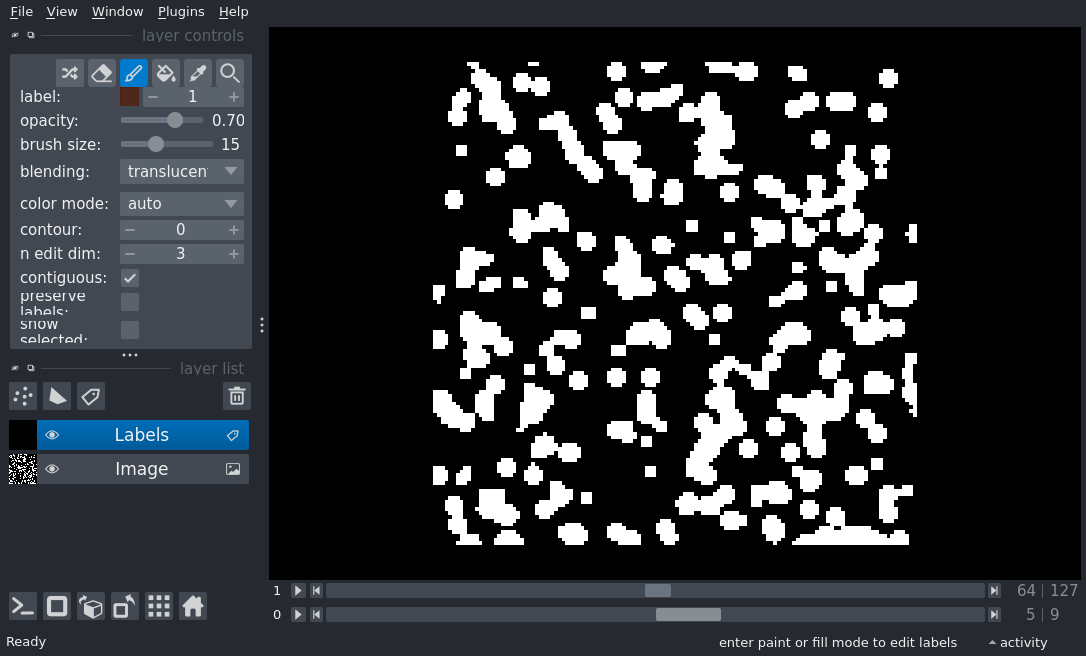 File View Window Plugins Help
layer controls
label: 1
opacity: 0.70
brush size: 15
blending: translucen
color mode: auto
contour: 0
n edit dim: 3
contiguous:
preserve
labels:
show
selected:
layer list
Labels
Image
1 64 | 127
0 5 | 9
Ready enter paint or fill mode to edit labels activity